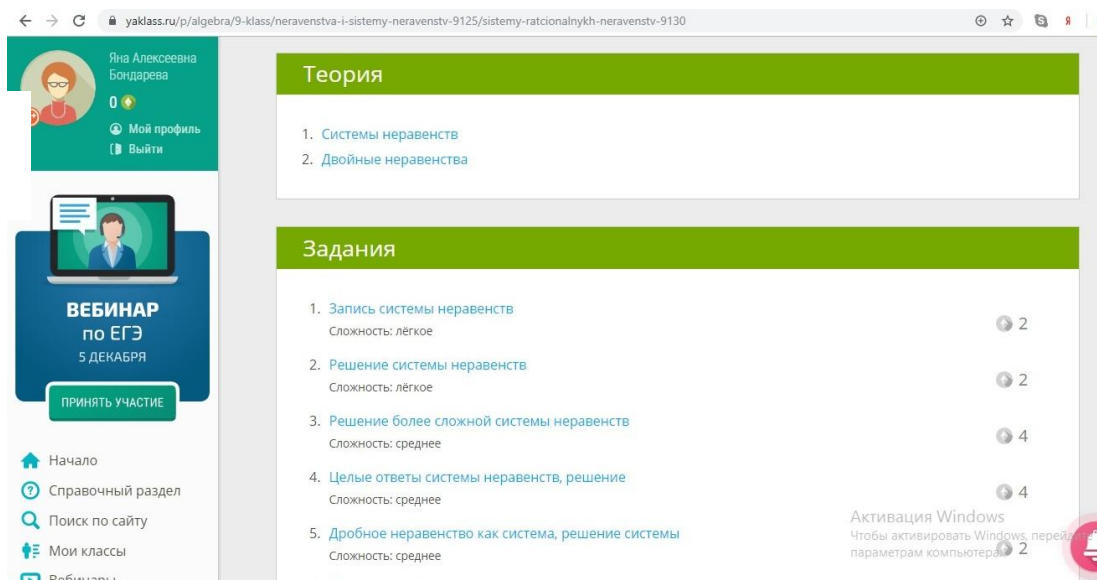 yaklass.ru/p/algebra/9-klass/neravenstva-i-sistemy-neravenstv-9125/sistemy-ratcionalnykh-neravenstv-9130
Яна Алексеевна
Бондарева
0
Мой профиль
Выйти
ВЕБИНАР
по ЕГЭ
5 ДЕКАБРЯ
ПРИНЯТЬ УЧАСТИЕ
Начало
Справочный раздел
Поиск по сайту
Мои классы
Вебинары
Теория
1. Системы неравенств
2. Двойные неравенства
Задания
1. Запись системы неравенств
Сложность: лёгкое
2
2. Решение системы неравенств
Сложность: лёгкое
2
3. Решение более сложной системы неравенств
Сложность: среднее
4
4. Целые ответы системы неравенств, решение
Сложность: среднее
4
5. Дробное неравенство как система, решение системы
Сложность: среднее
2
Активация Windows
Чтобы активировать Windows, перейд
параметрам компьютера